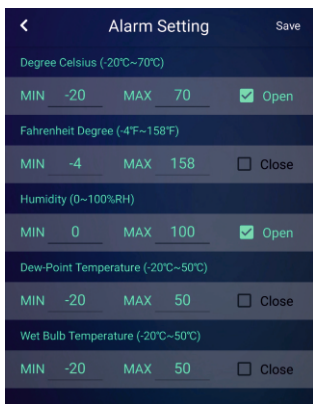 Alarm Setting Save
Degree Celsius (-20℃~70℃)
MIN -20 MAX 70 Open
Fahrenheit Degree (-4℉~158℉)
MIN -4 MAX 158 Close
Humidity (0~100%RH)
MIN 0 MAX 100 Open
Dew-Point Temperature (-20℃~50℃)
MIN -20 MAX 50 Close
Wet Bulb Temperature (-20℃~50℃)
MIN -20 MAX 50 Close